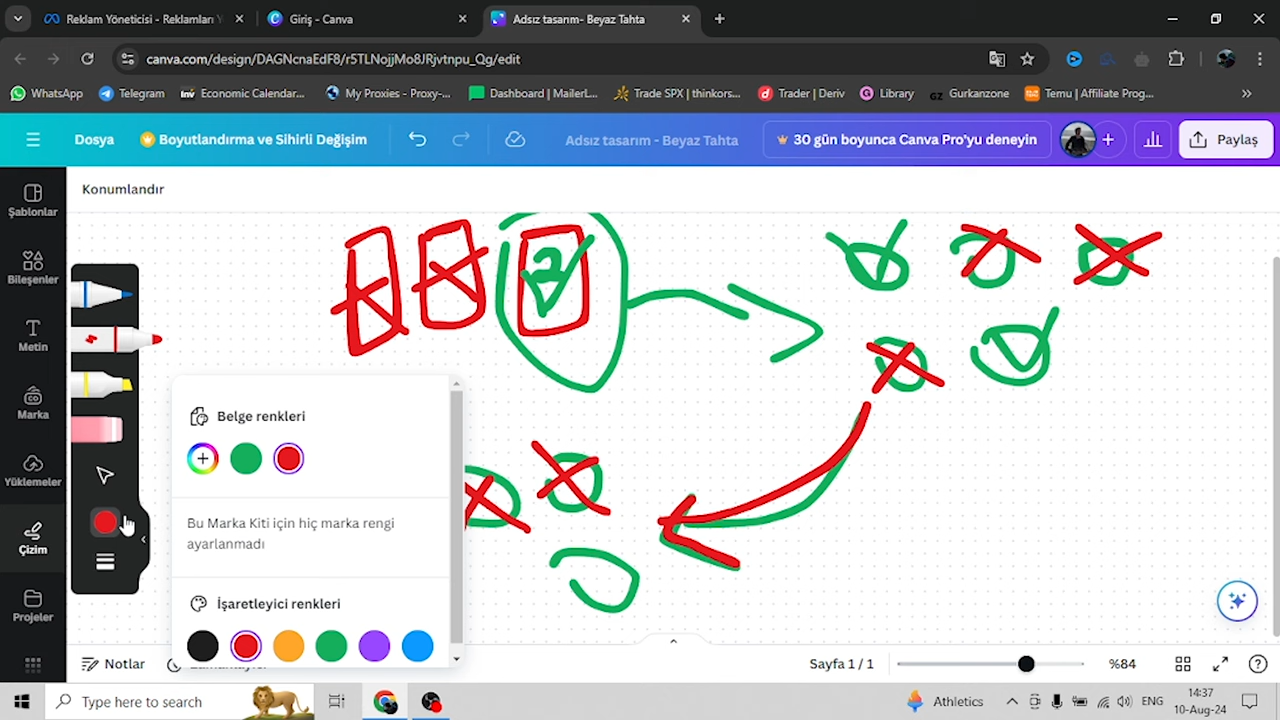 Reklam Yöneticisi - Reklamları Y
Giriş - Canva
Adsız tasarım- Beyaz Tahta
canva.com/design/DAGNcnaEdF8/r5TLNojjMo8JRjvtnpu_Qg/edit
WhatsApp
Telegram
Economic Calendar...
My Proxies - Proxy-...
Dashboard | MailerL...
Trade SPX | thinkors...
Trader | Deriv
Library
Gurkanzone
Temu | Affiliate Prog...
Dosya
Boyutlandırma ve Sihirli Değişim
Adsız tasarım - Beyaz Tahta
30 gün boyunca Canva Pro'yu deneyin
Paylaş
Konumlandır
Şablonlar
Bileşenler
Metin
Marka
Yüklemeler
Çizim
Projeler
2
Belge renkleri
Bu Marka Kiti için hiç marka rengi
ayarlanmadı
İşaretleyici renkleri
Notlar
Sayfa 1 / 1
%84
Type here to search
Athletics
ENG
14:37
10-Aug-24